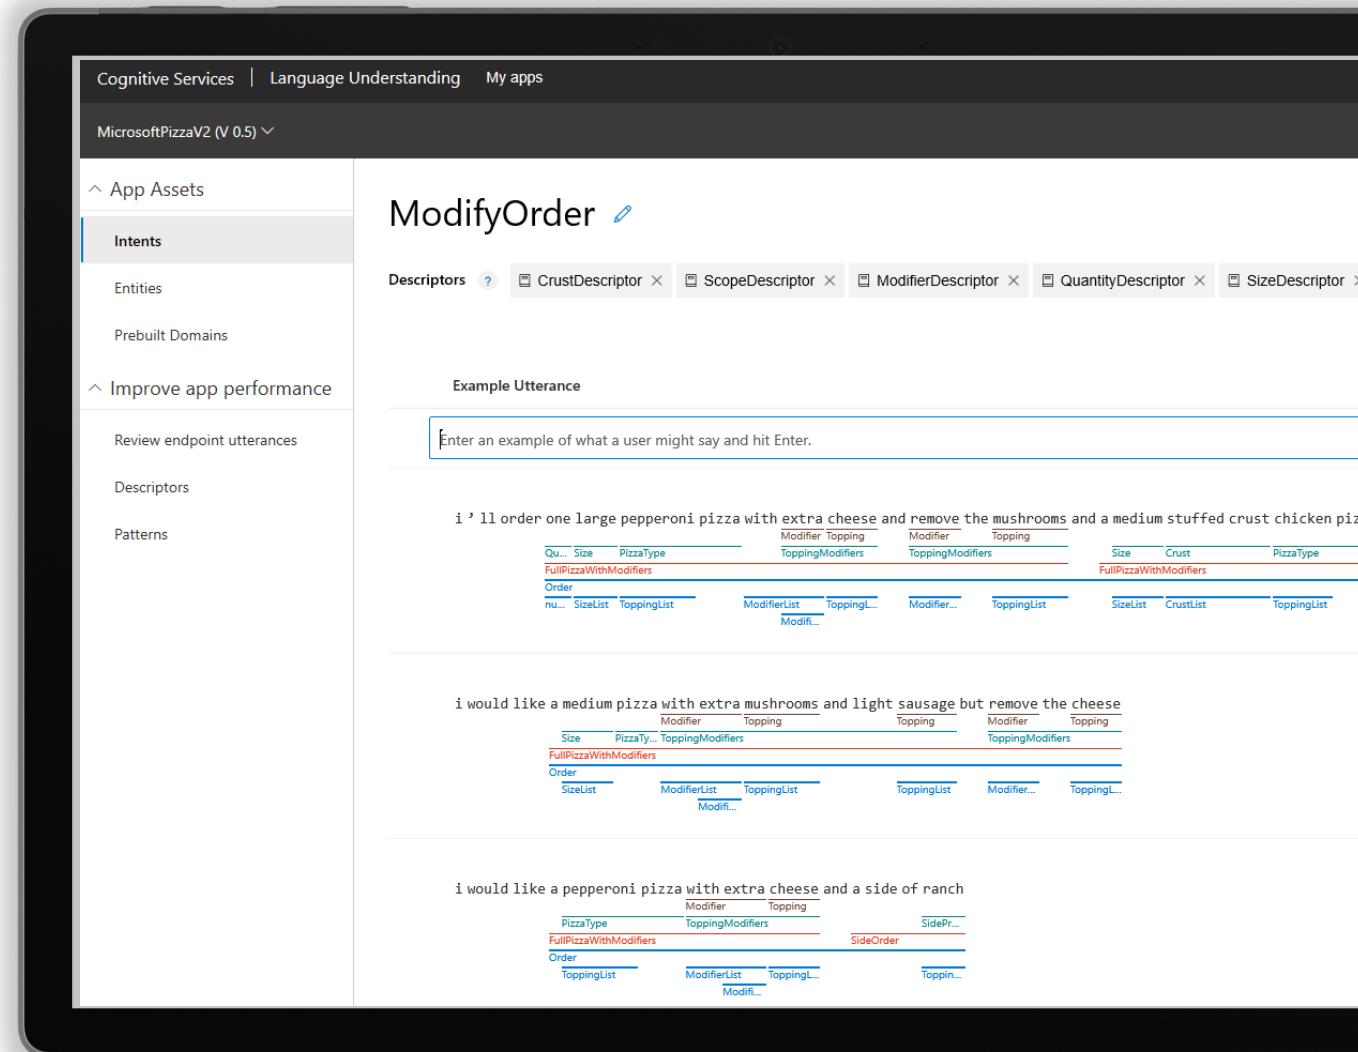 Cognitive Services | Language Understanding My apps
MicrosoftPizzaV2 (V 0.5)
App Assets
Intents
Entities
Prebuilt Domains
Improve app performance
Review endpoint utterances
Descriptors
Patterns
ModifyOrder
Descriptors ? CrustDescriptor × ScopeDescriptor × ModifierDescriptor × QuantityDescriptor × SizeDescriptor ×
Example Utterance
Enter an example of what a user might say and hit Enter.
i ' ll order one large pepperoni pizza with extra cheese and remove the mushrooms and a medium stuffed crust chicken piz
Modifier Topping Modifier Topping
Qu... Size PizzaType ToppingModifiers ToppingModifiers Size Crust PizzaType
FullPizzaWithModifiers FullPizzaWithModifiers
Order
nu... SizeList ToppingList ModifierList ToppingL... Modifier... ToppingList SizeList CrustList ToppingList
Modifi...
i would like a medium pizza with extra mushrooms and light sausage but remove the cheese
Modifier Topping Topping Modifier Topping
Size PizzaTy... ToppingModifiers ToppingModifiers
FullPizzaWithModifiers
Order
SizeList ModifierList ToppingList ToppingList Modifier... ToppingL...
Modifi...
i would like a pepperoni pizza with extra cheese and a side of ranch
Modifier Topping
PizzaType ToppingModifiers SidePr...
FullPizzaWithModifiers SideOrder
Order
ToppingList ModifierList ToppingL... Toppin...
Modifi...